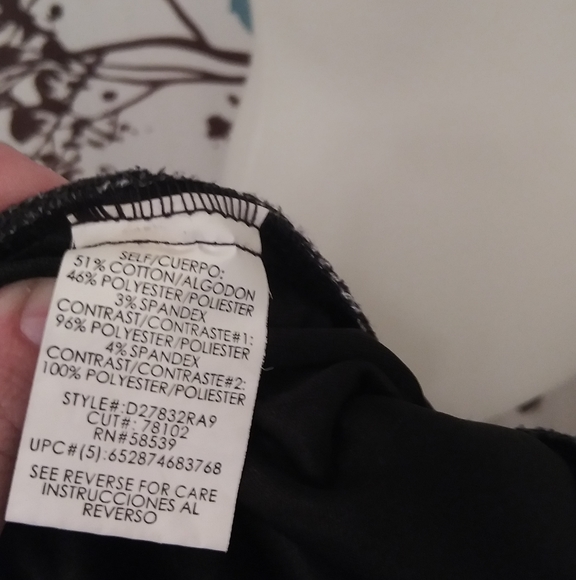 SELF/CUERPO:
51% COTTON/ALGODON
46% POLYESTER/POLIESTER
3% SPANDEX
CONTRAST/CONTRASTE#1:
96% POLYESTER/POLIESTER
4% SPANDEX
CONTRAST/CONTRASTE#2:
100% POLYESTER/POLIESTER
STYLE#:D27832RA9
CUT#: 78102
RN#58539
UPC#(5):652874683768
SEE REVERSE FOR CARE
INSTRUCCIONES AL
REVERSO